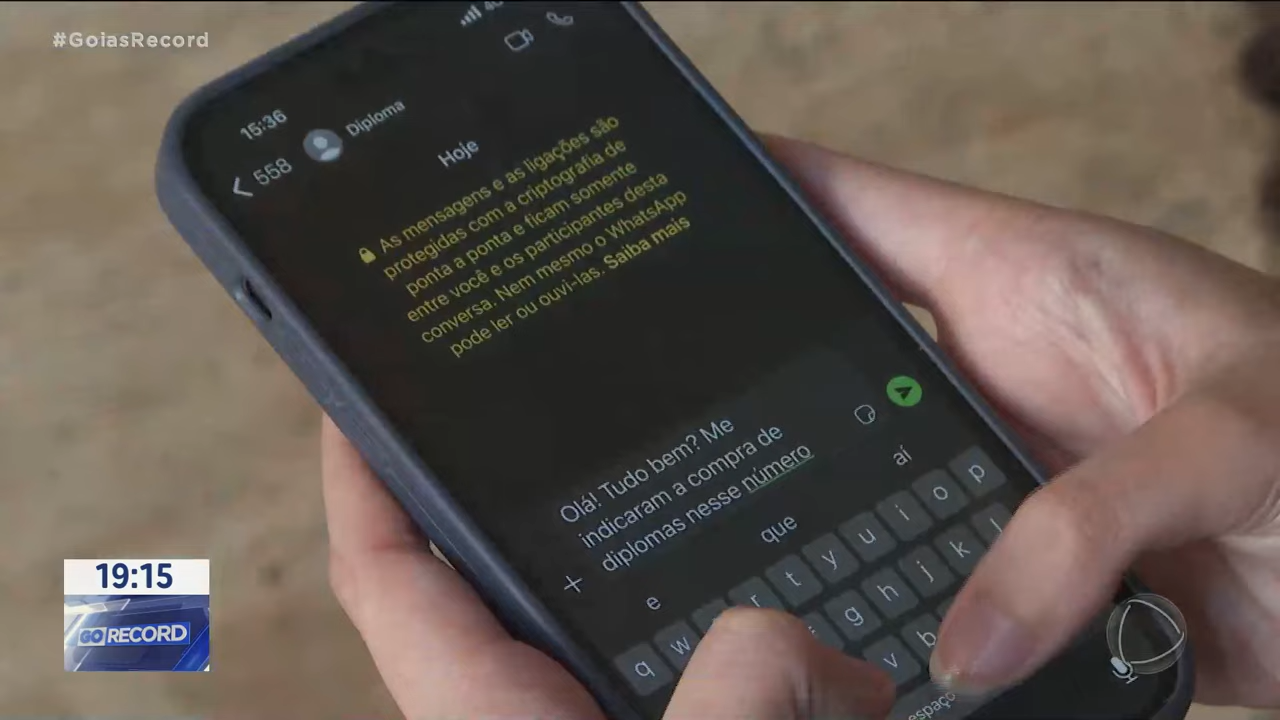 #GoiasRecord
15:36
558
Diploma
Hoje
As mensagens e as ligações são
protegidas com a criptografia de
ponta a ponta e ficam somente
entre você e os participantes desta
conversa. Nem mesmo o WhatsApp
pode ler ou ouvi-las. Saiba mais
Olá! Tudo bem? Me
indicaram a compra de
diplomas nesse número
e
que
aí
q w r t y u i o p
g h j k l
v b
espaço
19:15
GO RECORD